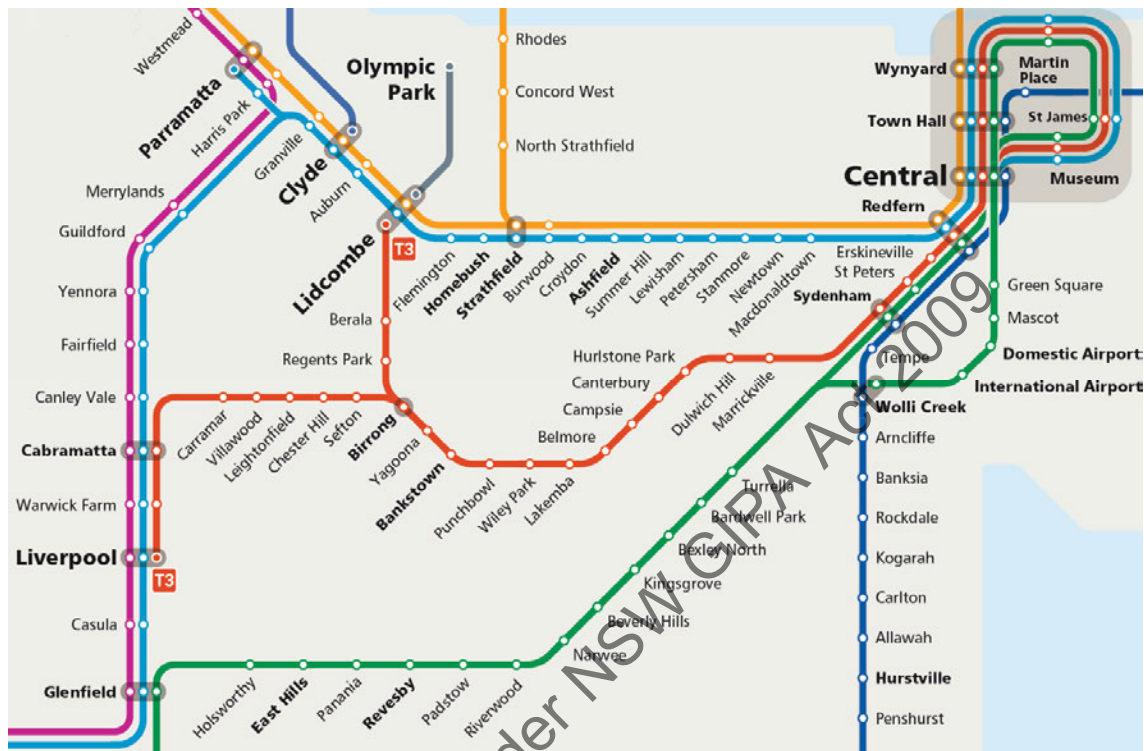 Westmead
Parramatta
Harris Park
Granville
Clyde
Auburn
Lidcombe
T3
Olympic
Park
Rhodes
Concord West
North Strathfield
Flemington
Homebush
Strathfield
Burwood
Croydon
Ashfield
Summer Hill
Lewisham
Petersham
Stanmore
Newtown
Macdonaldtown
Wynyard
Town Hall
Central
Redfern
Martin
Place
St James
Museum
Erskineville
St Peters
Sydenham
Green Square
Mascot
Domestic Airport
International Airport
Tempe
Wolli Creek
Arncliffe
Banksia
Rockdale
Kogarah
Carlton
Allawah
Hurstville
Penshurst
Merrylands
Guildford
Yennora
Fairfield
Canley Vale
Cabramatta
Warwick Farm
Liverpool
T3
Casula
Glenfield
Berala
Regents Park
Carramar
Villawood
Leightonfield
Chester Hill
Sefton
Birrong
Yagoona
Bankstown
Punchbowl
Wiley Park
Lakemba
Belmore
Campsie
Canterbury
Hurlstone Park
Dulwich Hill
Marrickville
Turrella
Bardwell Park
Bexley North
Kingsgrove
Beverly Hills
Narwee
Riverwood
Padstow
Revesby
Panania
East Hills
Holsworthy
der NSW GIPA Act 2009